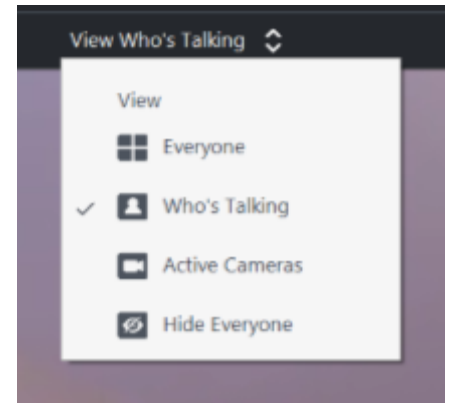 View Who's Talking
View
Everyone
Who's Talking
Active Cameras
Hide Everyone